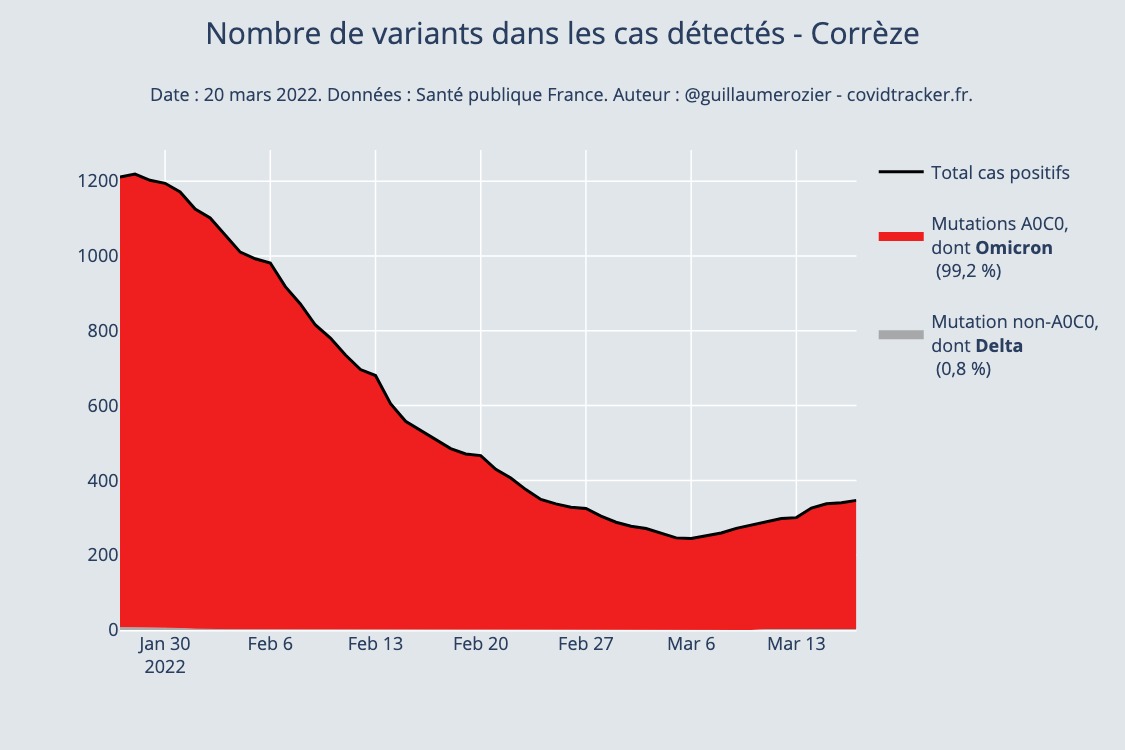 Nombre de variants dans les cas détectés - Corrèze
Date : 20 mars 2022. Données : Santé publique France. Auteur : @guillaumerozier - covidtracker.fr.
1200
1000
800
600
400
200
0
Jan 30
2022
Feb 6
Feb 13
Feb 20
Feb 27
Mar 6
Mar 13
Total cas positifs
Mutations A0C0,
dont Omicron
(99,2 %)
Mutation non-A0C0,
dont Delta
(0,8 %)